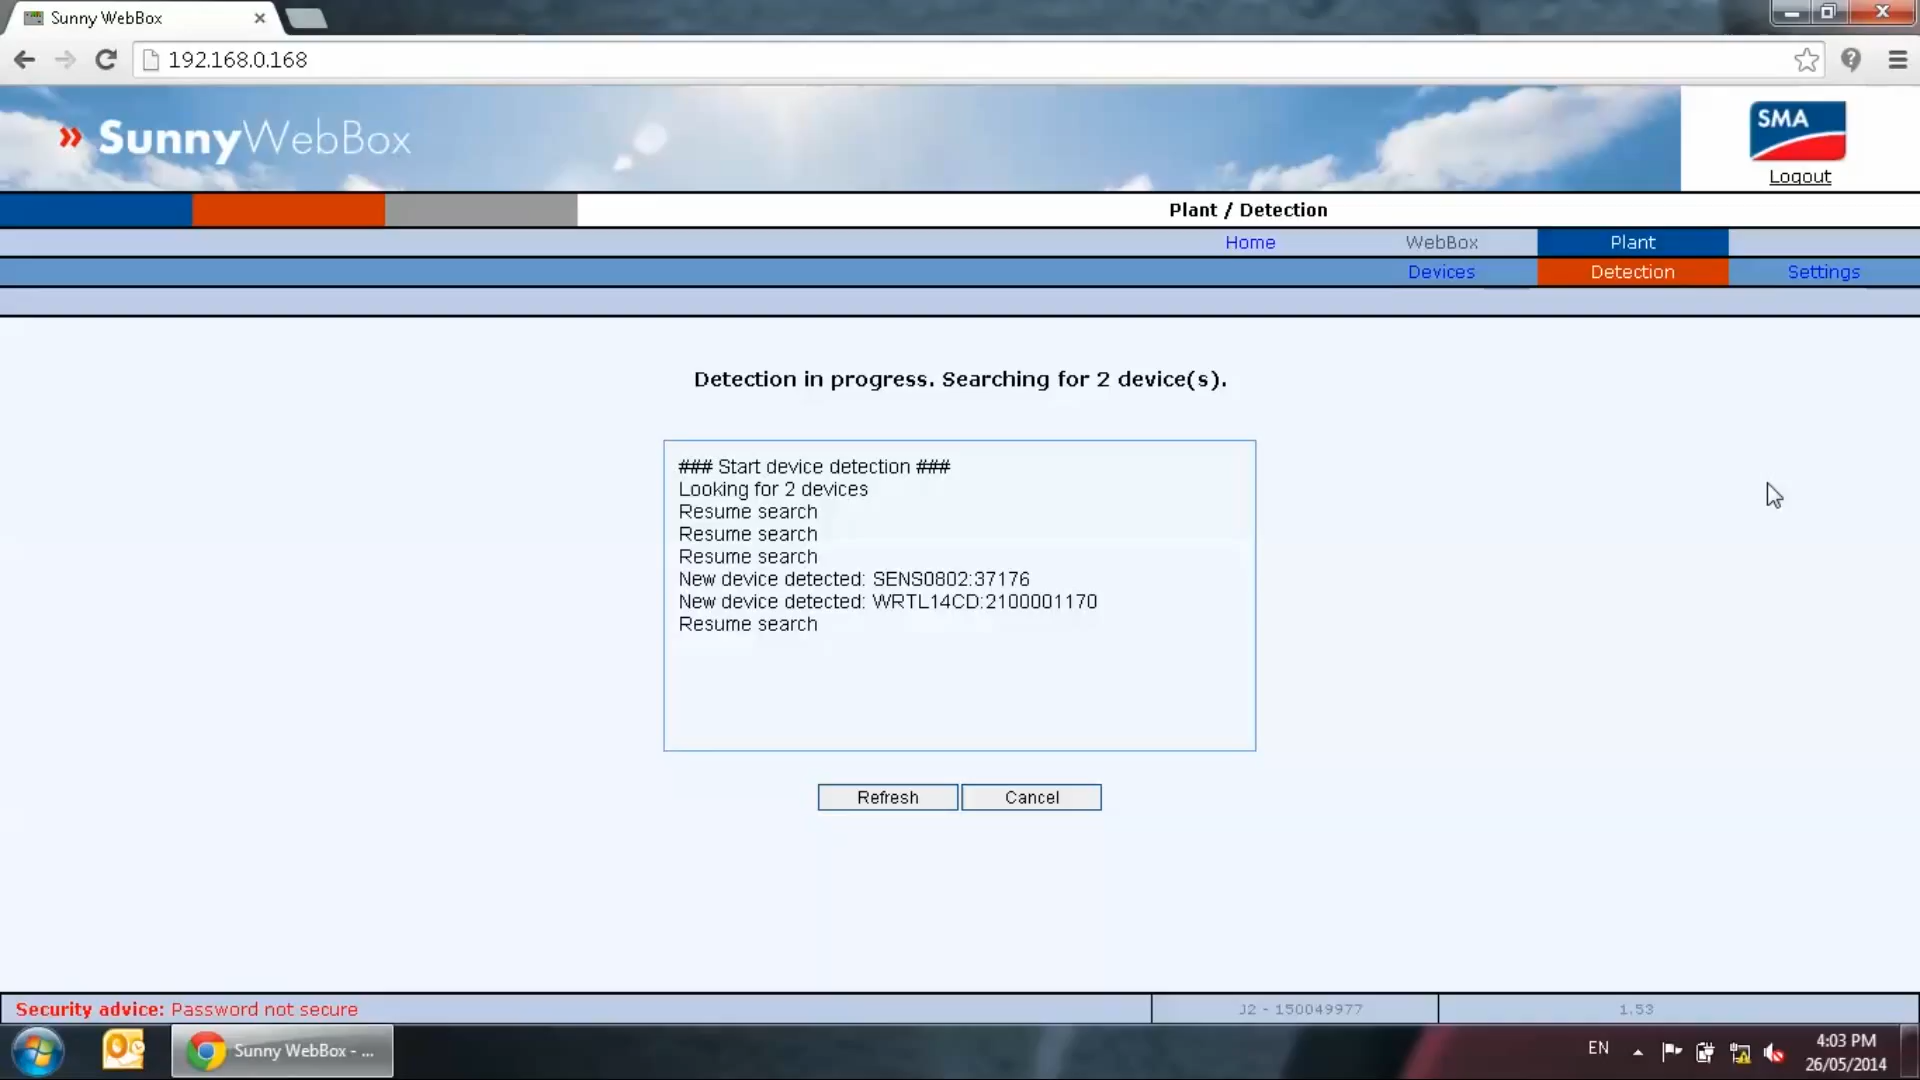 Sunny WebBox
192.168.0.168
SunnyWebBox
SMA
Logout
Plant / Detection
Home WebBox Plant
Devices Detection Settings
Detection in progress. Searching for 2 device(s).
### Start device detection ###
Looking for 2 devices
Resume search
Resume search
Resume search
New device detected: SENS0802:37176
New device detected: WRTL14CD:2100001170
Resume search
Refresh Cancel
Security advice: Password not secure J2 - 150049977 1.53
Sunny WebBox - ... EN 4:03 PM
26/05/2014